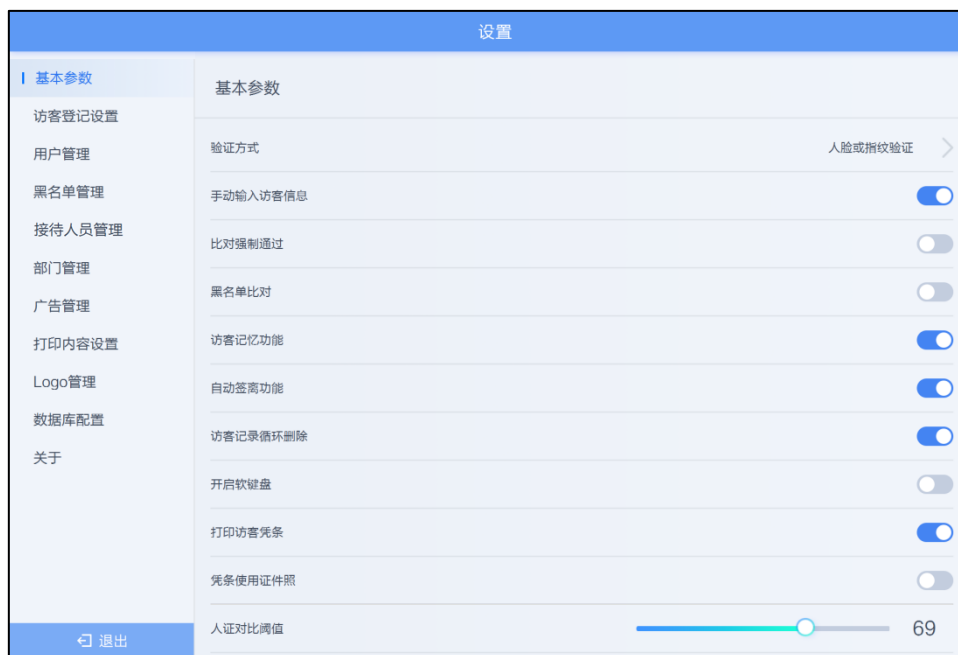 设置
基本参数
访客登记设置
用户管理
黑名单管理
接待人员管理
部门管理
广告管理
打印内容设置
Logo管理
数据库配置
关于
退出
基本参数
验证方式 人脸或指纹验证
手动输入访客信息
比对强制通过
黑名单比对
访客记忆功能
自动签离功能
访客记录循环删除
开启软键盘
打印访客凭条
凭条使用证件照
人证对比阈值 69